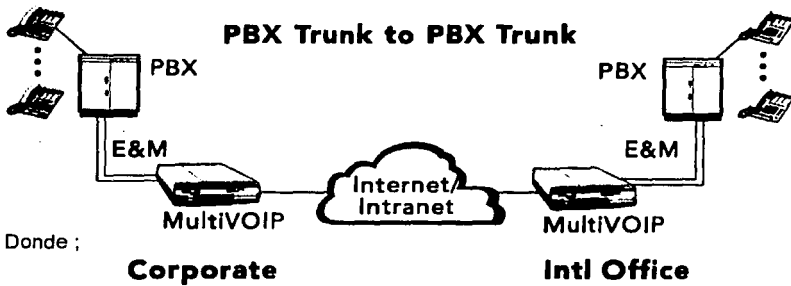 PBX Trunk to PBX Trunk
PBX
PBX
E&M
E&M
Internet/
Intranet
MultiVOIP
MultiVOIP
Donde ;
Corporate
Intl Office